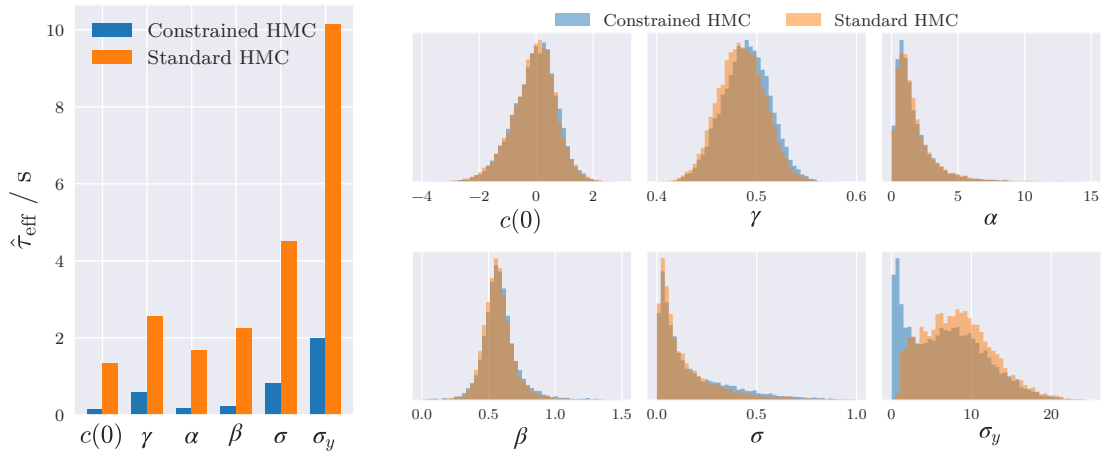 10
8
6
4
2
0
τ̂eff / s
Constrained HMC
Standard HMC
c(0) γ α β σ σy
Constrained HMC Standard HMC
−4 −2 0 2
c(0)
0.4 0.5 0.6
γ
0 5 10 15
α
0.0 0.5 1.0 1.5
β
0.0 0.5 1.0
σ
0 10 20
σy